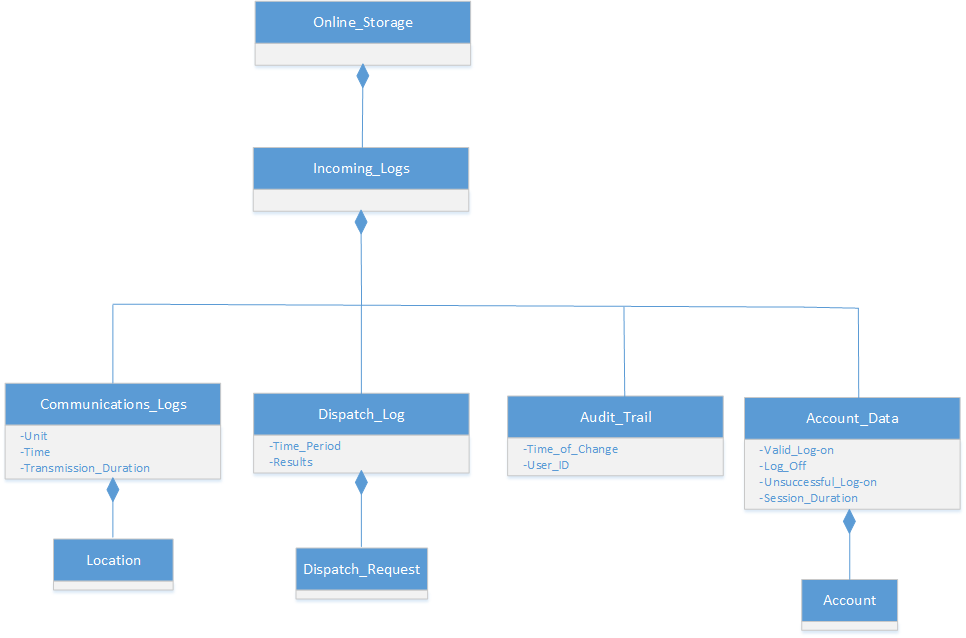 Online_Storage
Incoming_Logs
Communications_Logs
-Unit
-Time
-Transmission_Duration
Dispatch_Log
-Time_Period
-Results
Audit_Trail
-Time_of_Change
-User_ID
Account_Data
-Valid_Log-on
-Log_Off
-Unsuccessful_Log-on
-Session_Duration
Location
Dispatch_Request
Account